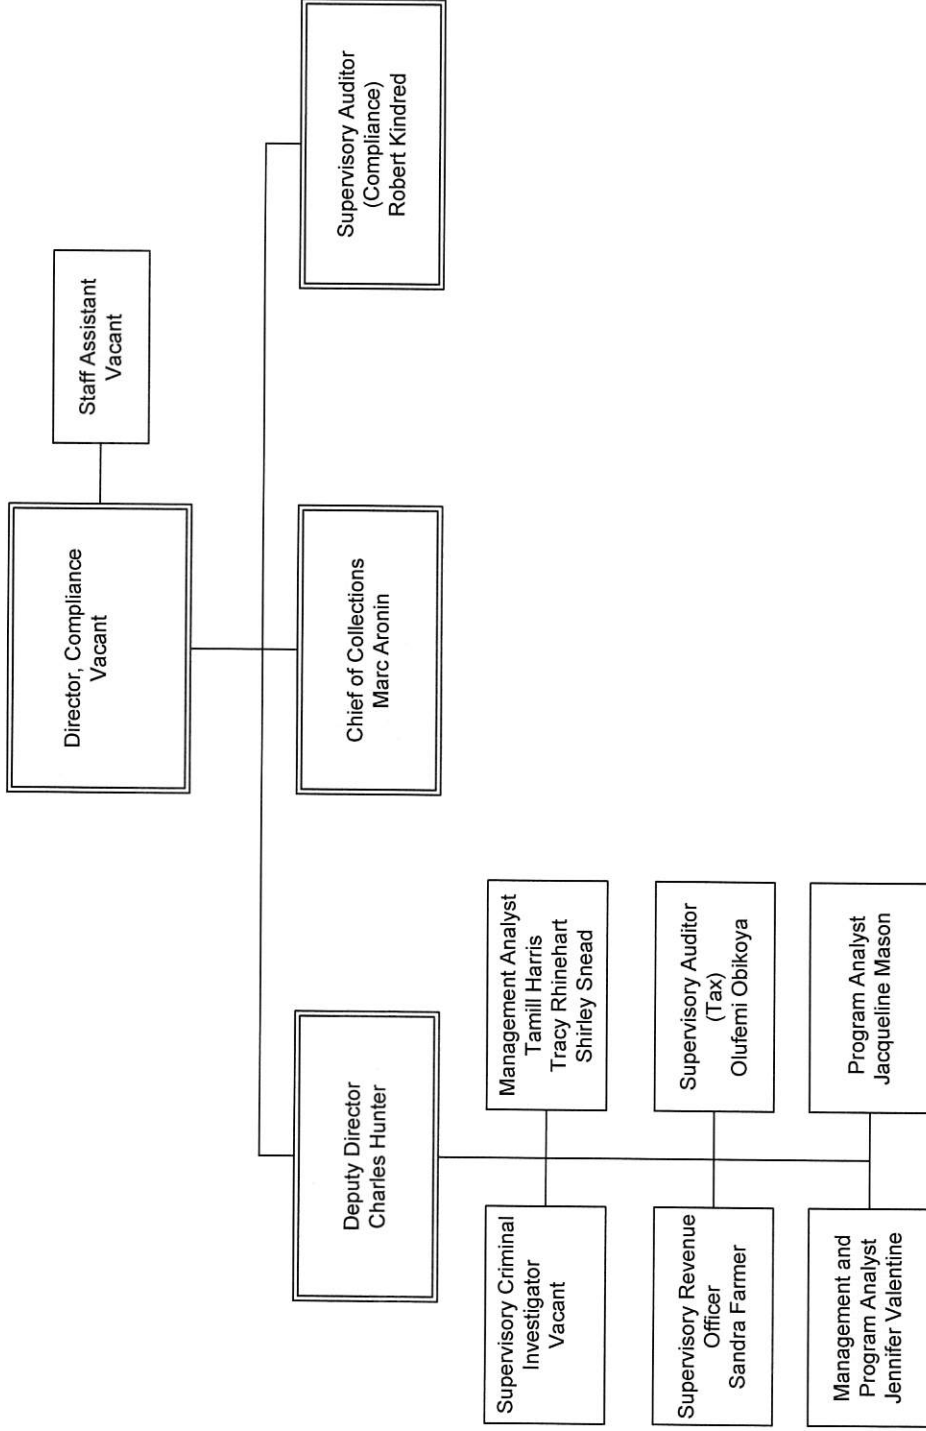 Director, Compliance
Vacant
Staff Assistant
Vacant
Deputy Director
Charles Hunter
Chief of Collections
Marc Aronin
Supervisory Auditor
(Compliance)
Robert Kindred
Supervisory Criminal
Investigator
Vacant
Management Analyst
Tamill Harris
Tracy Rhinehart
Shirley Snead
Supervisory Revenue
Officer
Sandra Farmer
Supervisory Auditor
(Tax)
Olufemi Obikoya
Management and
Program Analyst
Jennifer Valentine
Program Analyst
Jacqueline Mason